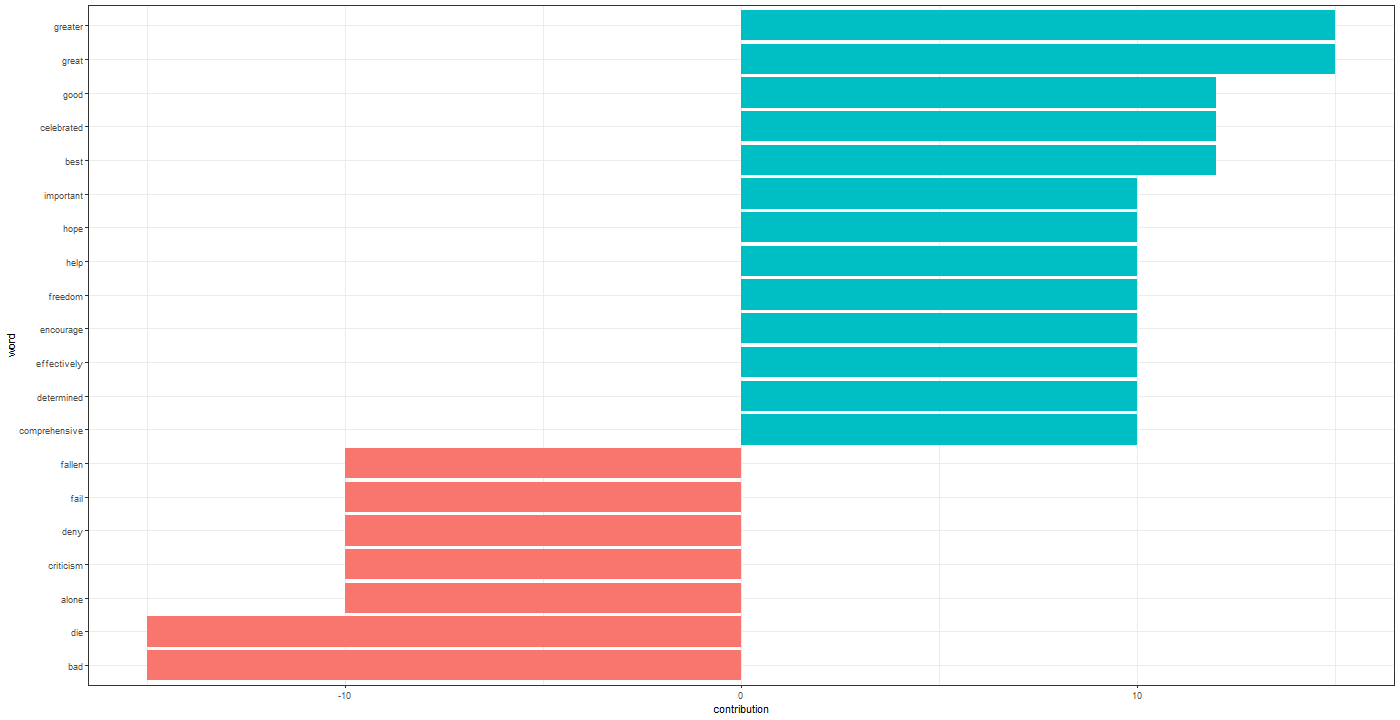 greater
great
good
celebrated
best
important
hope
help
freedom
encourage
effectively
determined
comprehensive
fallen
fail
deny
criticism
alone
die
bad
word
-10 0 10
contribution